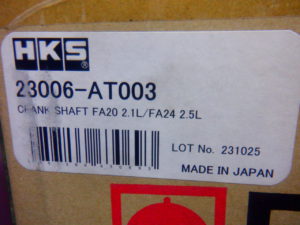 HKS
23006-AT003
CRANK SHAFT FA20 2.1L/FA24 2.5L
LOT No. 231025
MADE IN JAPAN